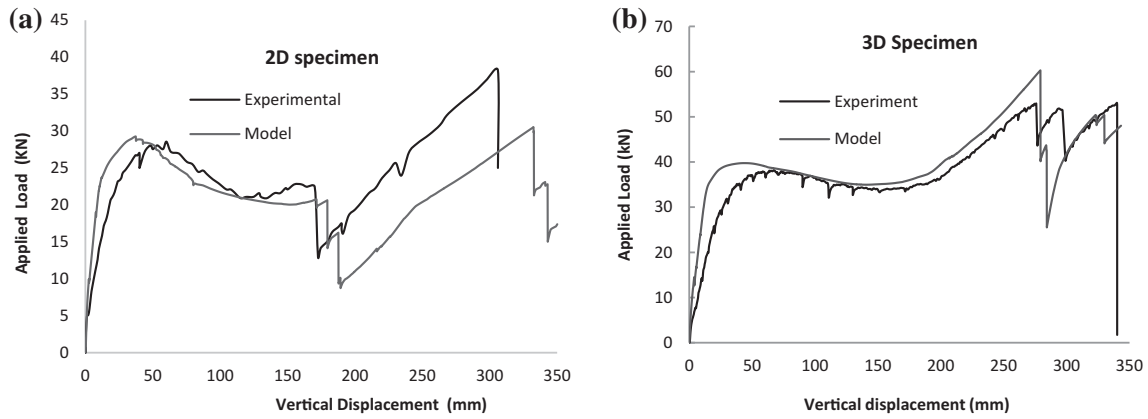 (a)
2D specimen
Experimental
Model
Applied Load (KN)
45
40
35
30
25
20
15
10
5
0
0 50 100 150 200 250 300 350
Vertical Displacement (mm)
(b)
3D Specimen
Experiment
Model
Applied Load (kN)
70
60
50
40
30
20
10
0
0 50 100 150 200 250 300 350
Vertical displacement (mm)